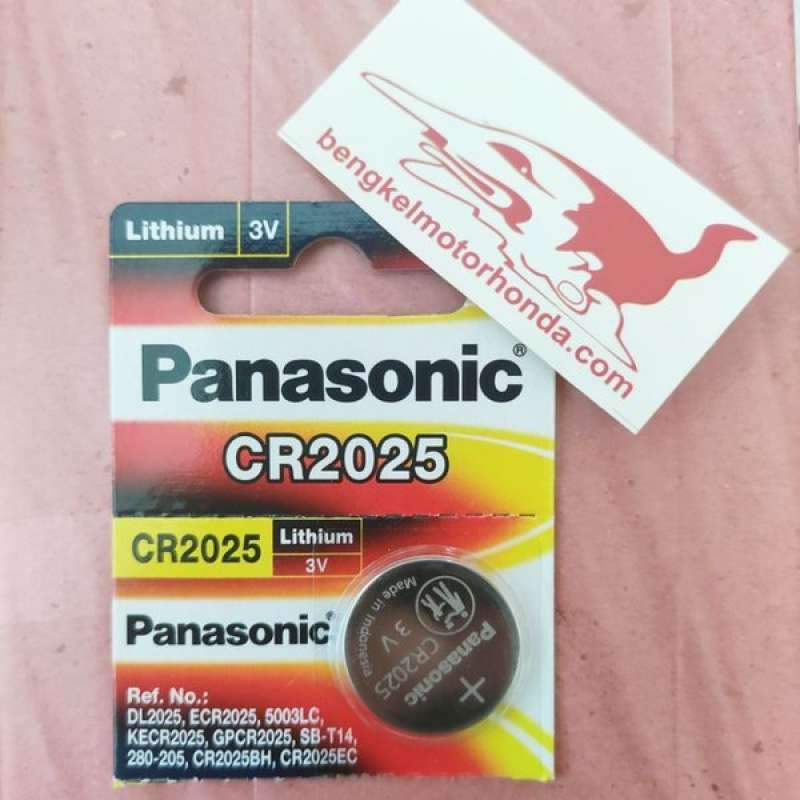 bengkelmotorhonda.com
Lithium 3V
Panasonic®
CR2025
CR2025 Lithium
3V
Panasonic®
Ref. No.:
DL2025, ECR2025, 5003LC,
KECR2025, GPCR2025, SB-T14,
280-205, CR2025BH, CR2025EC
Made in Indonesia
3 V
CR2025
Panasonic
+